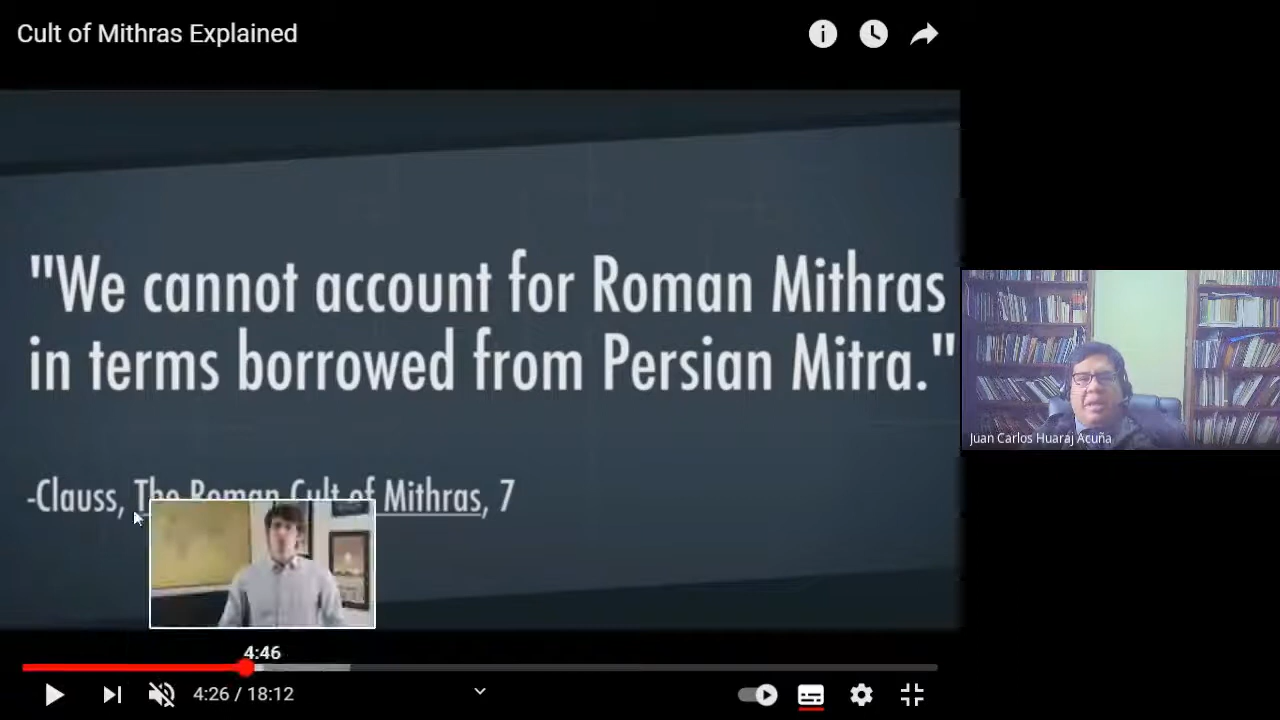 Cult of Mithras Explained
"We cannot account for Roman Mithras
in terms borrowed from Persian Mitra."
-Clauss, The Roman Cult of Mithras, 7
Juan Carlos Huaraj Acuña
4:46
4:26 / 18:12